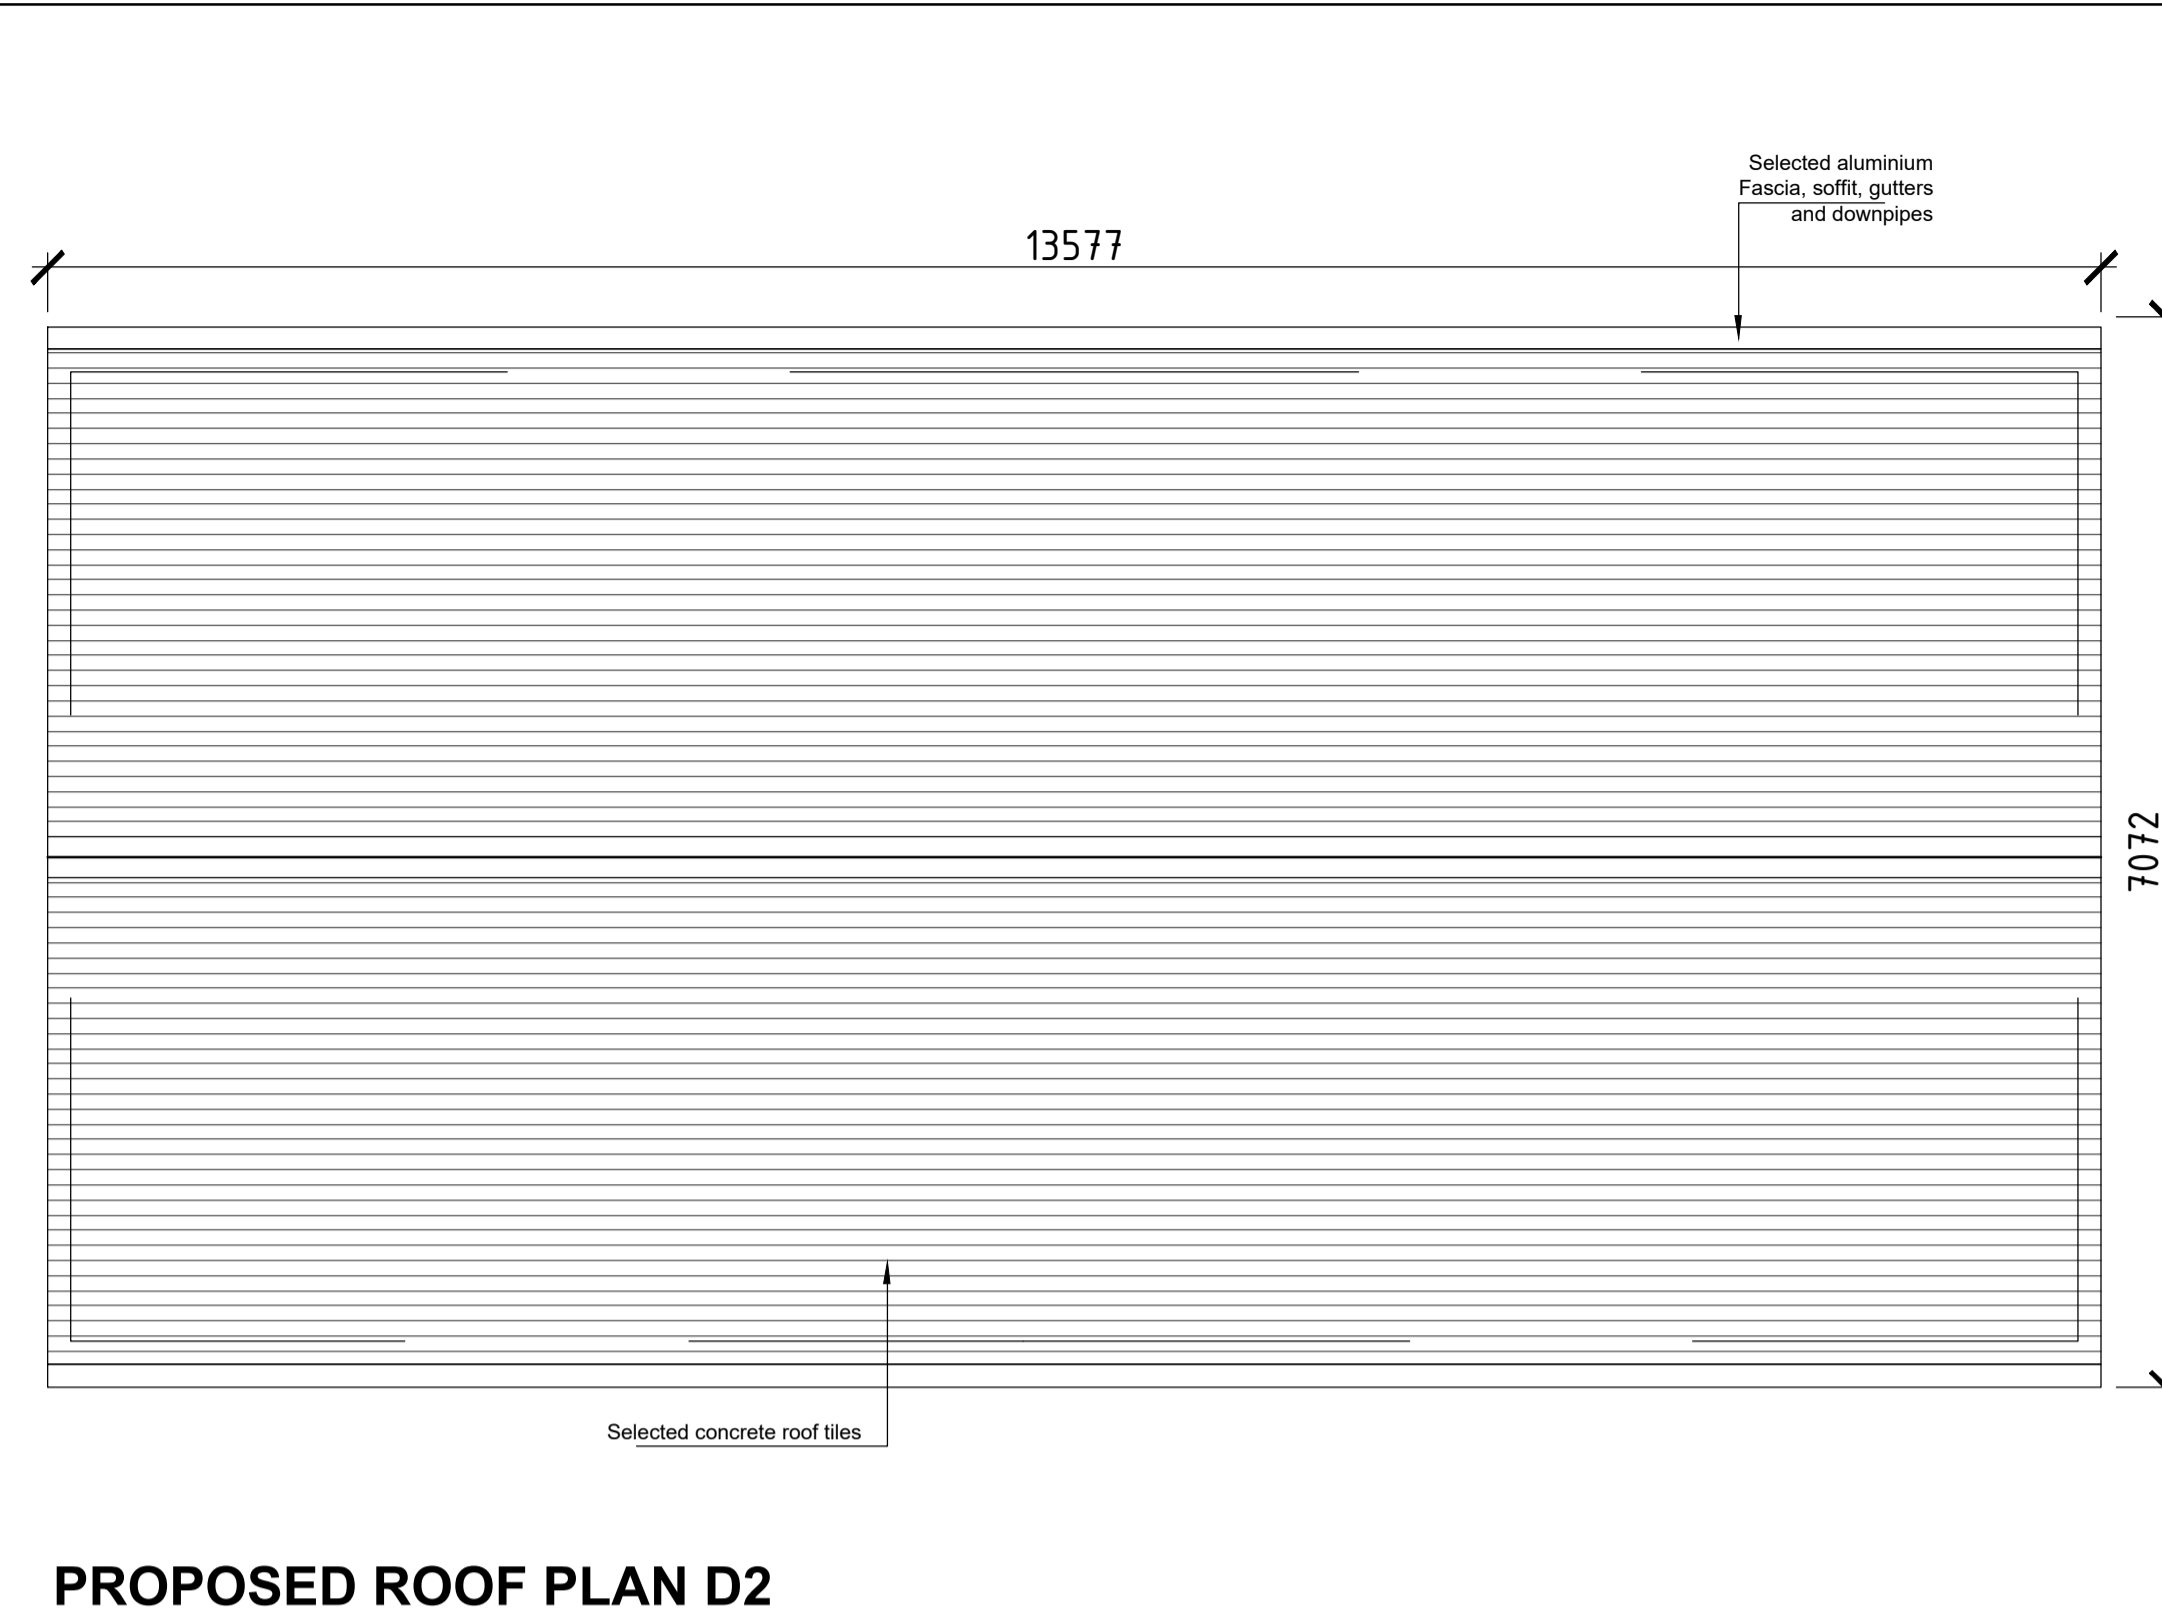 Selected aluminium
Fascia, soffit, gutters
and downpipes
13577
7072
Selected concrete roof tiles
PROPOSED ROOF PLAN D2